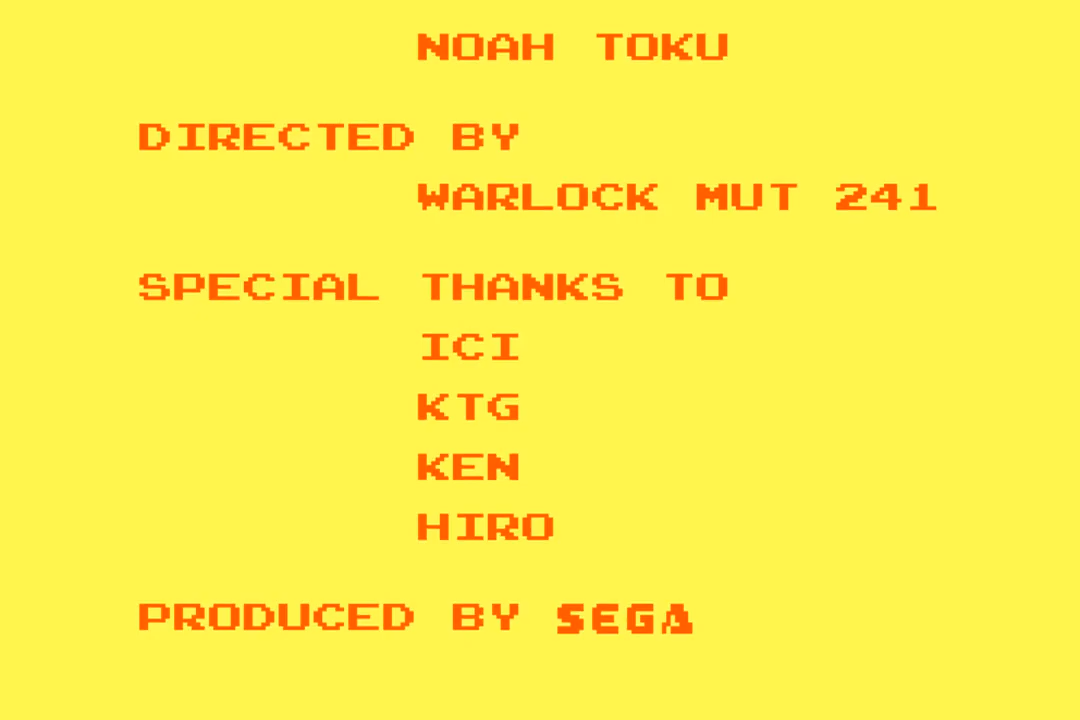 NOAH TOKU
DIRECTED BY
WARLOCK MUT 241
SPECIAL THANKS TO
ICI
KTG
KEN
HIRO
PRODUCED BY SEGA